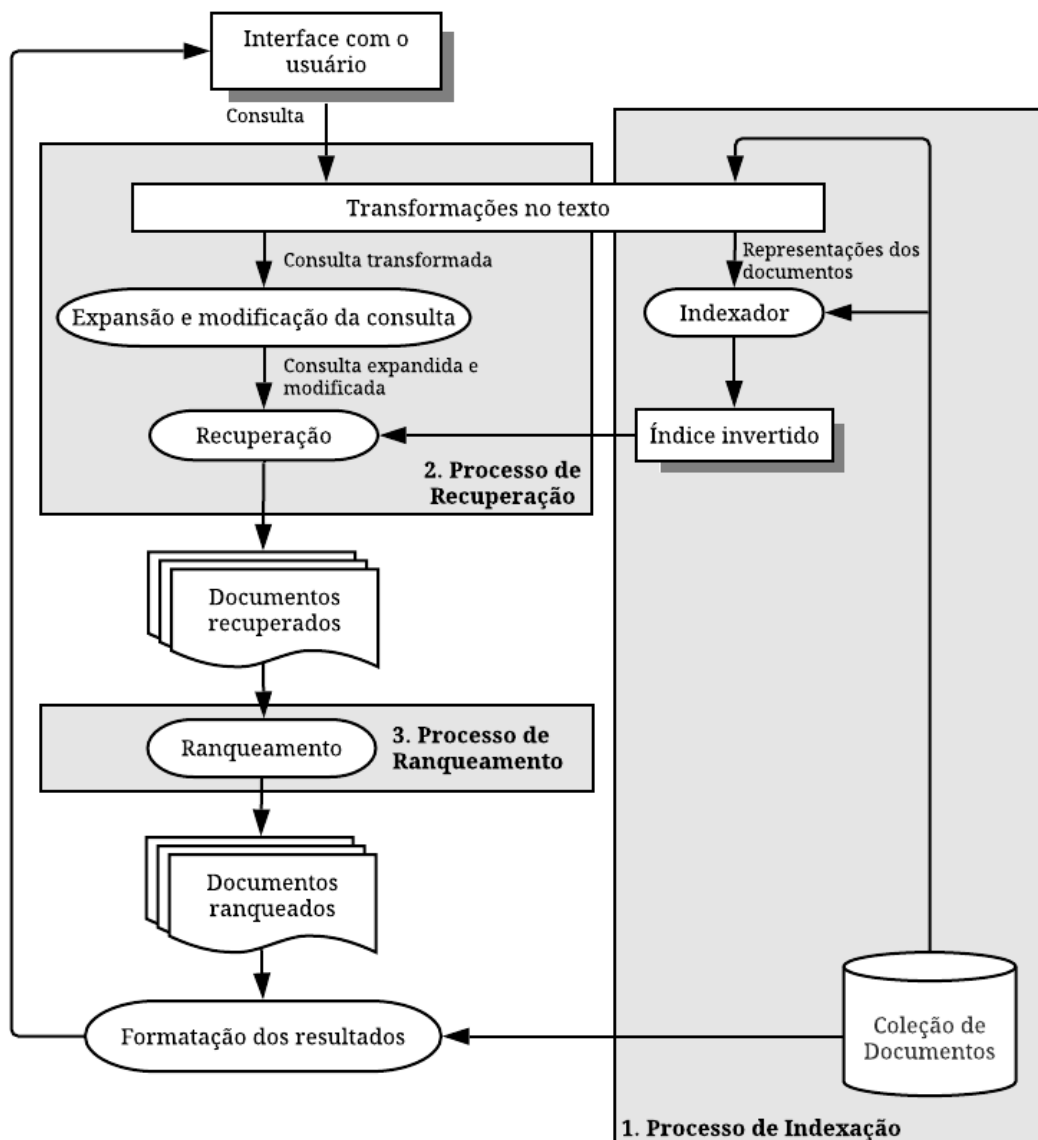 Interface com o
usuário
Consulta
Transformações no texto
Consulta transformada
Representações dos
documentos
Expansão e modificação da consulta
Indexador
Consulta expandida e
modificada
Recuperação
Índice invertido
2. Processo de
Recuperação
Documentos
recuperados
Ranqueamento
3. Processo de
Ranqueamento
Documentos
ranqueados
Formatação dos resultados
Coleção de
Documentos
1. Processo de Indexação